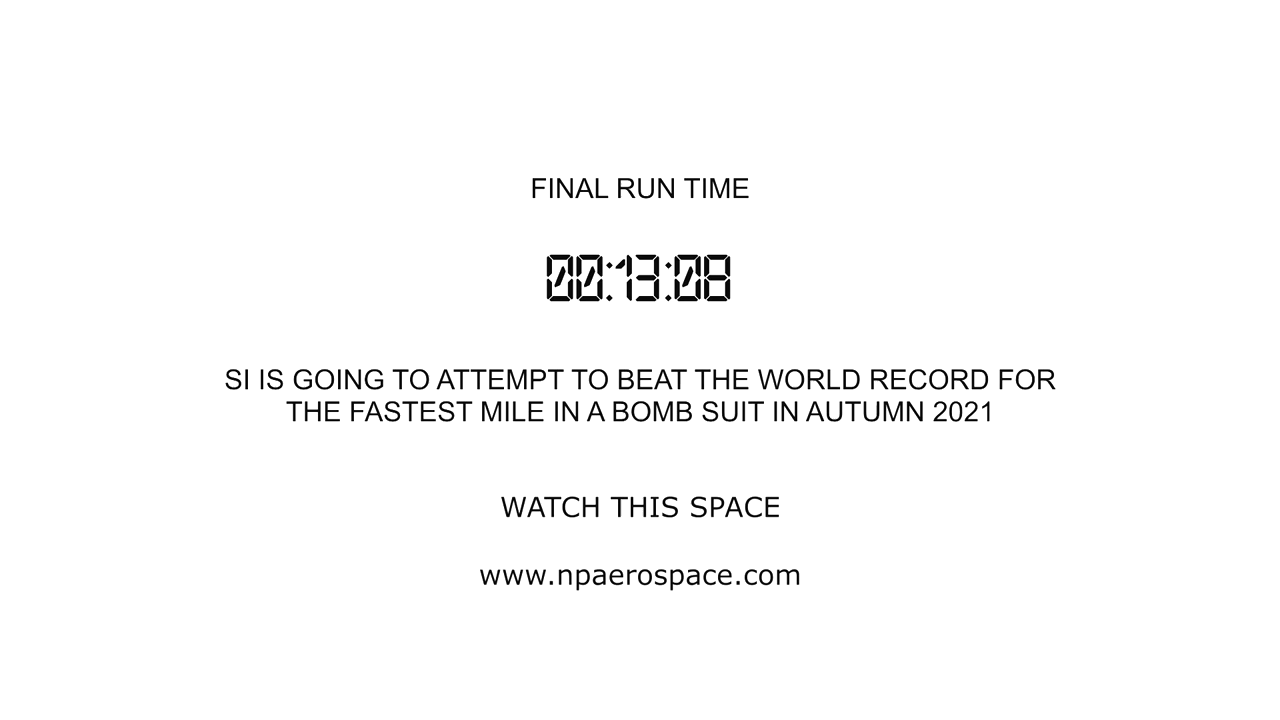 FINAL RUN TIME
00:13:08
SI IS GOING TO ATTEMPT TO BEAT THE WORLD RECORD FOR
THE FASTEST MILE IN A BOMB SUIT IN AUTUMN 2021
WATCH THIS SPACE
www.npaerospace.com